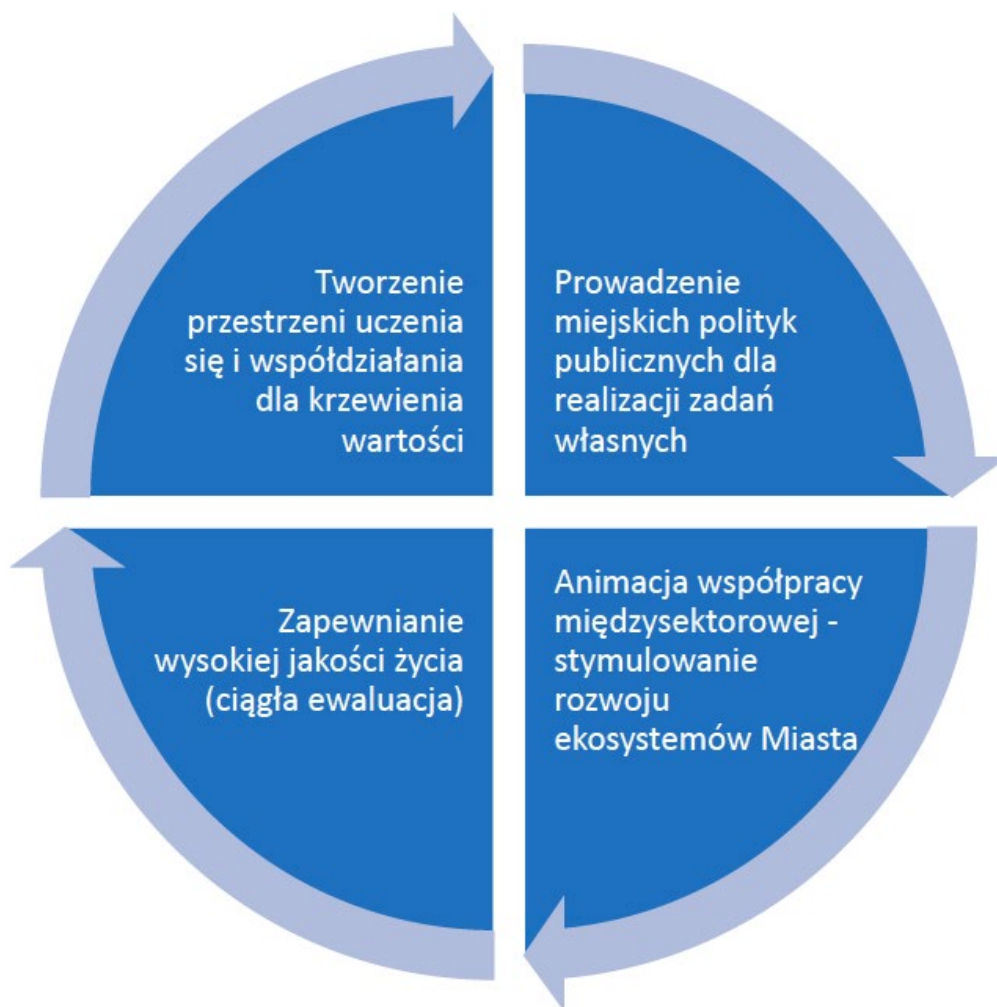 Tworzenie
przestrzeni uczenia
się i współdziałania
dla krzewienia
wartości
Prowadzenie
miejskich polityk
publicznych dla
realizacji zadań
własnych
Animacja współpracy
międzysektorowej -
stymulowanie
rozwoju
ekosystemów Miasta
Zapewnianie
wysokiej jakości życia
(ciągła ewaluacja)